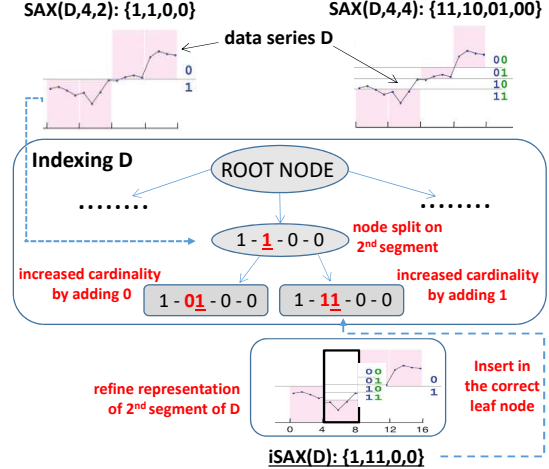 SAX(D,4,2): {1,1,0,0}
SAX(D,4,4): {11,10,01,00}
data series D
0
1
00
01
10
11
Indexing D
ROOT NODE
........
........
1 - 1 - 0 - 0
node split on
2nd segment
increased cardinality
by adding 0
increased cardinality
by adding 1
1 - 01 - 0 - 0
1 - 11 - 0 - 0
refine representation
of 2nd segment of D
00
01
10
11
0
1
0 4 8 12 16
Insert in
the correct
leaf node
iSAX(D): {1,11,0,0}